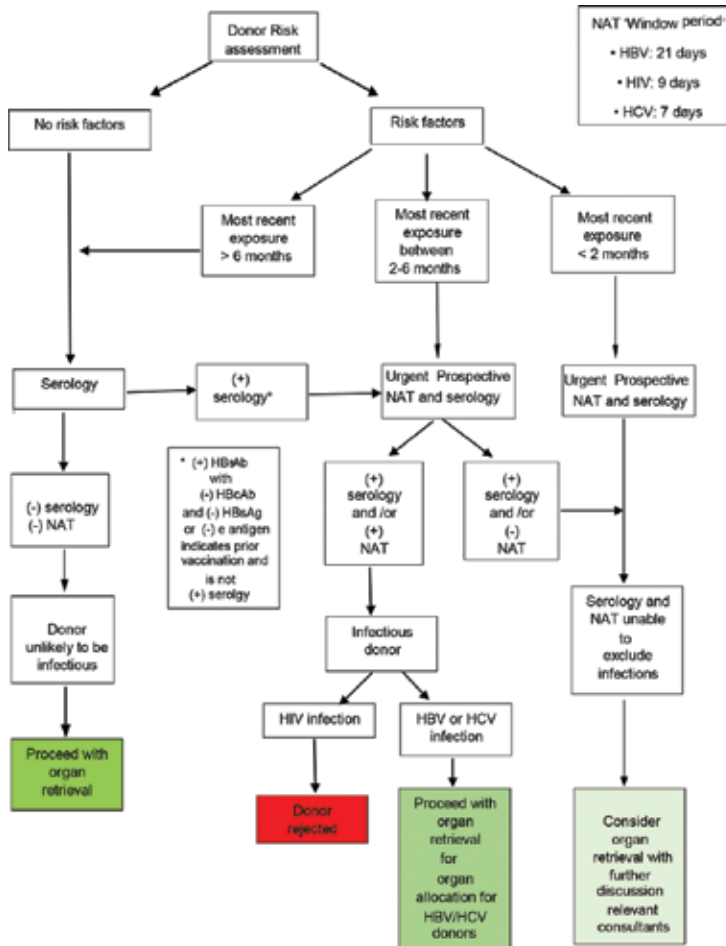 Donor Risk
assessment
NAT 'Window period'
• HBV: 21 days
• HIV: 9 days
• HCV: 7 days
No risk factors
Risk factors
Most recent
exposure
> 6 months
Most recent
exposure
between
2-6 months
Most recent
exposure
< 2 months
Serology
(+)
serology*
Urgent Prospective
NAT and serology
Urgent Prospective
NAT and serology
(-) serology
(-) NAT
* (+) HBsAb
with
(-) HBcAb
and (-) HBsAg
or (-) e antigen
indicates prior
vaccination and
is not
(+) serolgy
(+)
serology
and /or
(+)
NAT
(+)
serology
and /or
(-)
NAT
Donor
unlikely to be
infectious
Infectious
donor
Serology and
NAT unable
to
exclude
infections
HIV infection
HBV or HCV
infection
Proceed with
organ
retrieval
Donor
rejected
Proceed with
organ
retrieval
for
organ
allocation for
HBV/HCV
donors
Consider
organ
retrieval with
further
discussion
relevant
consultants